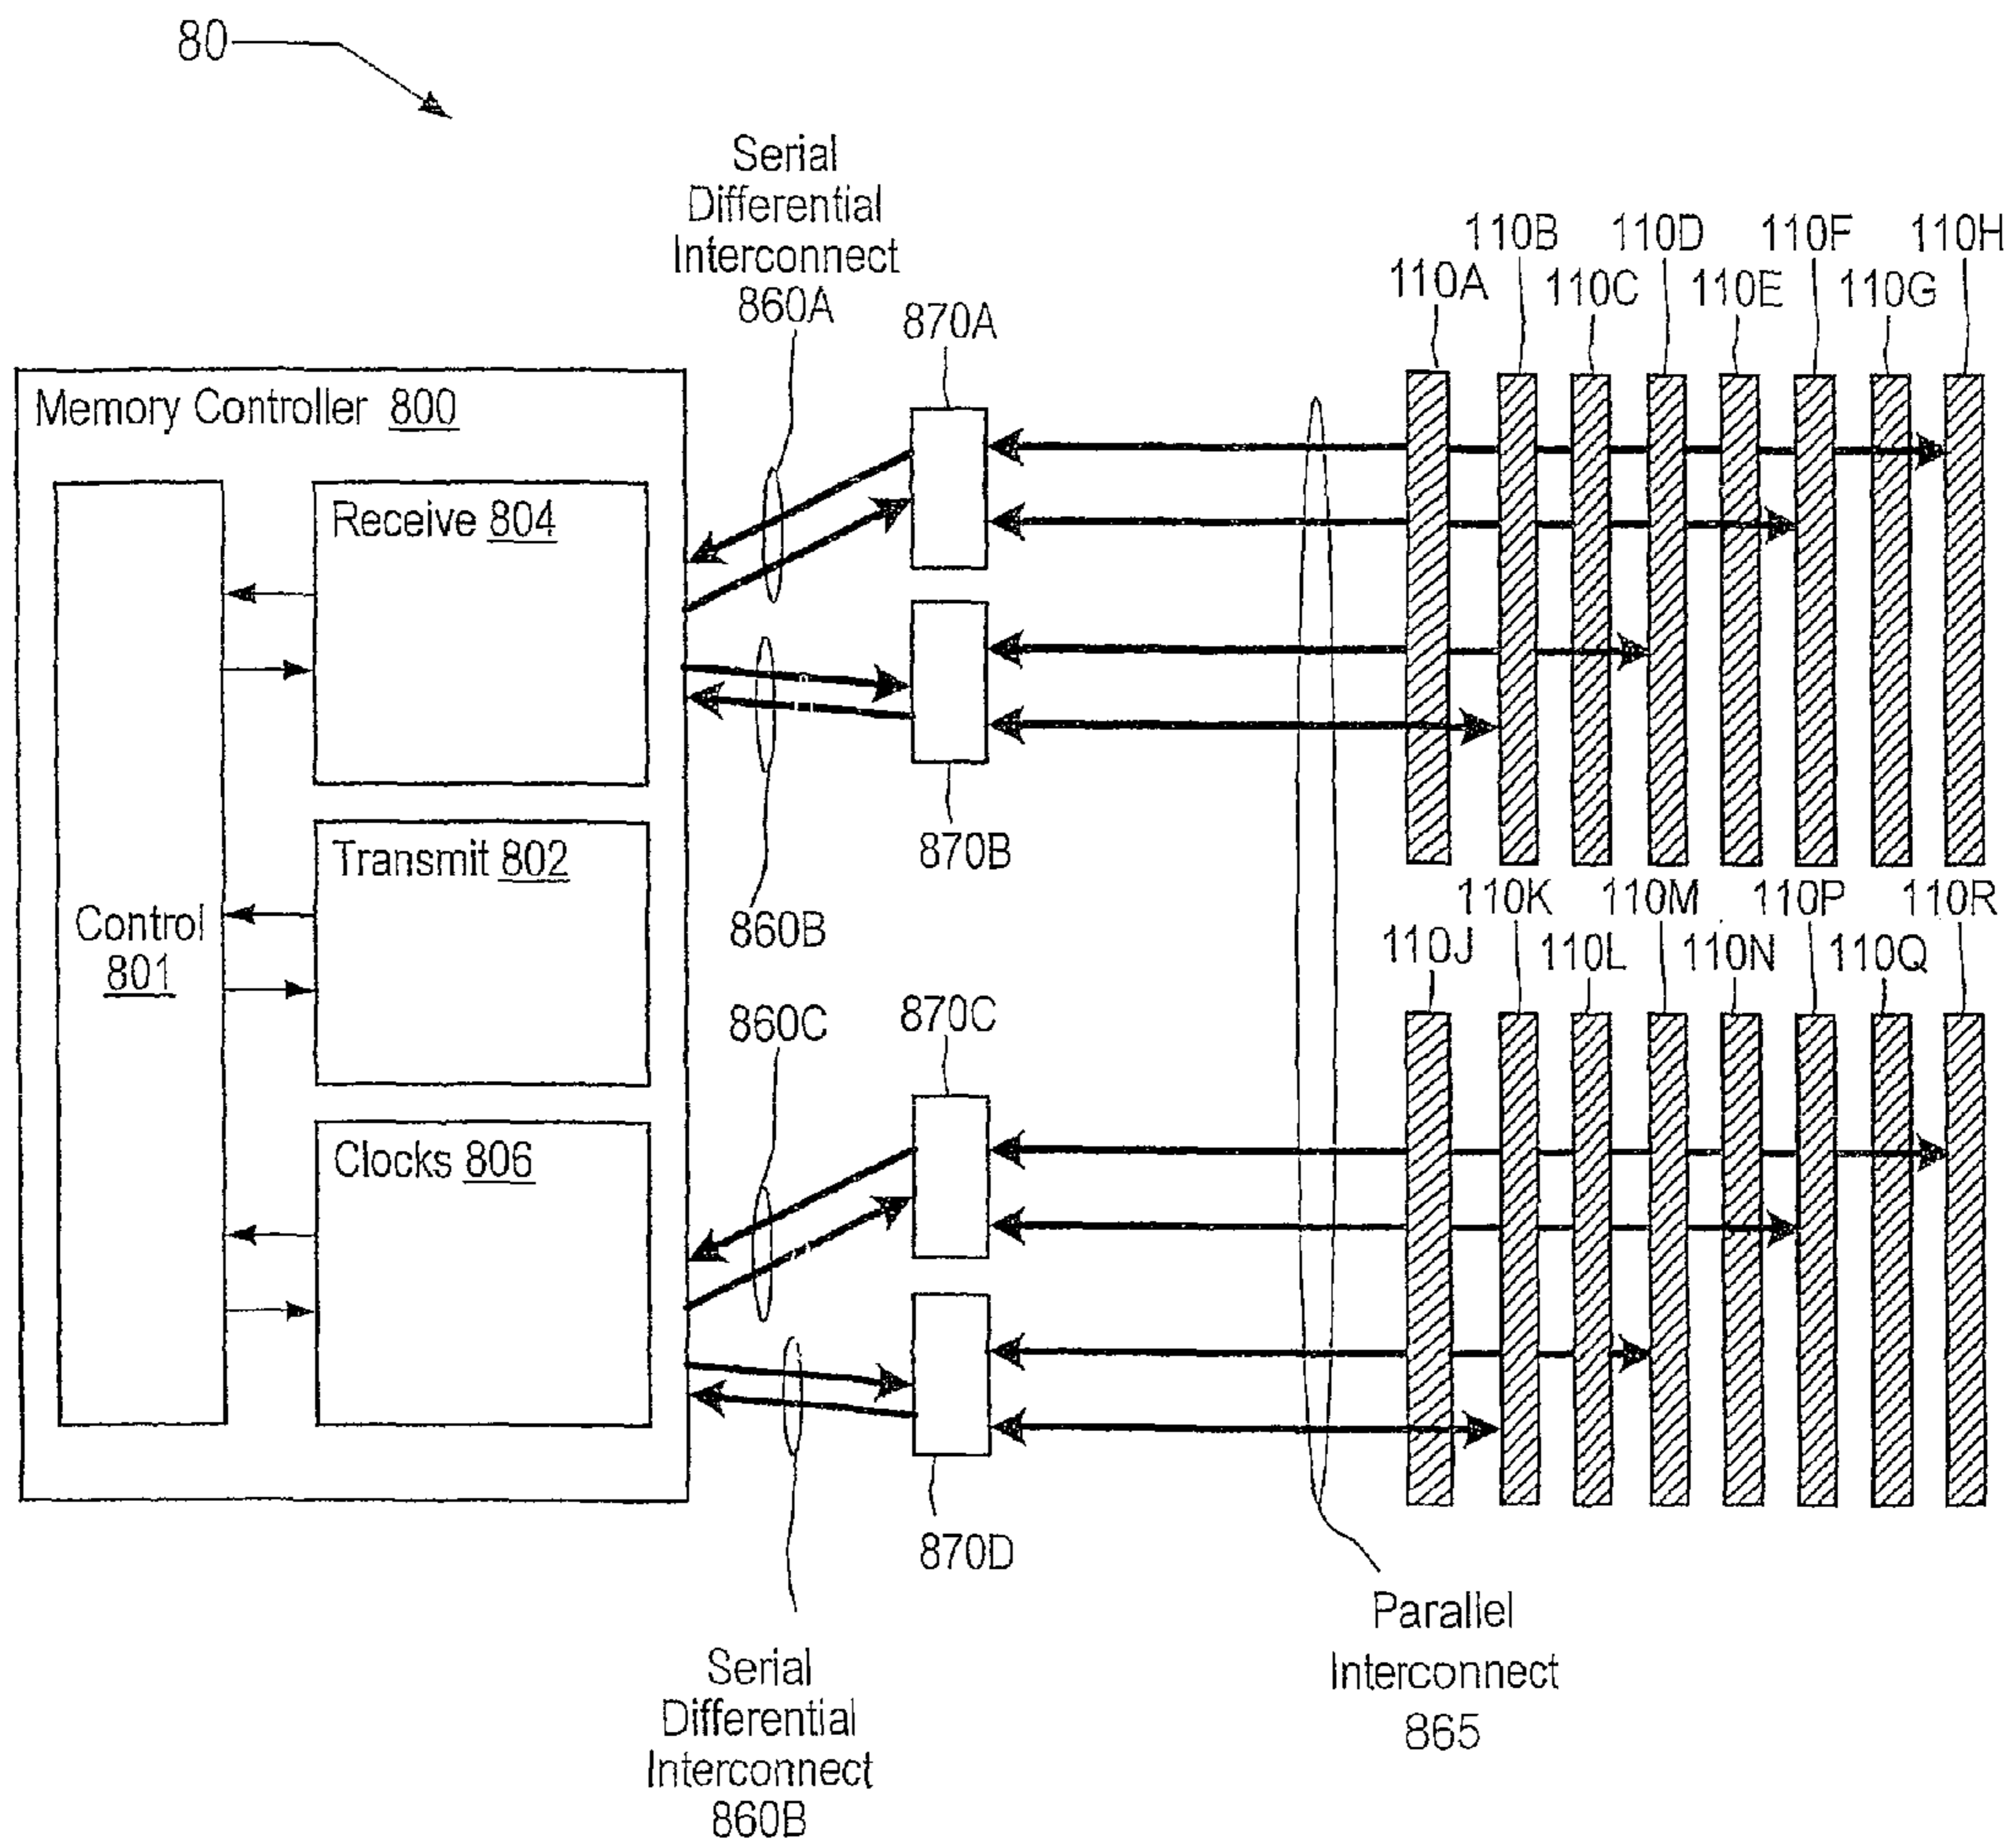 80
Serial
Differential
Interconnect
860A
870A
110B 110D 110F 110H
110A 110C 110E 110G
Memory Controller 800
Receive 804
Transmit 802
Control
801
Clocks 806
870B
860B
110K 110M 110P 110R
110J 110L 110N 110Q
860C
870C
870D
Serial
Differential
Interconnect
860B
Parallel
Interconnect
865